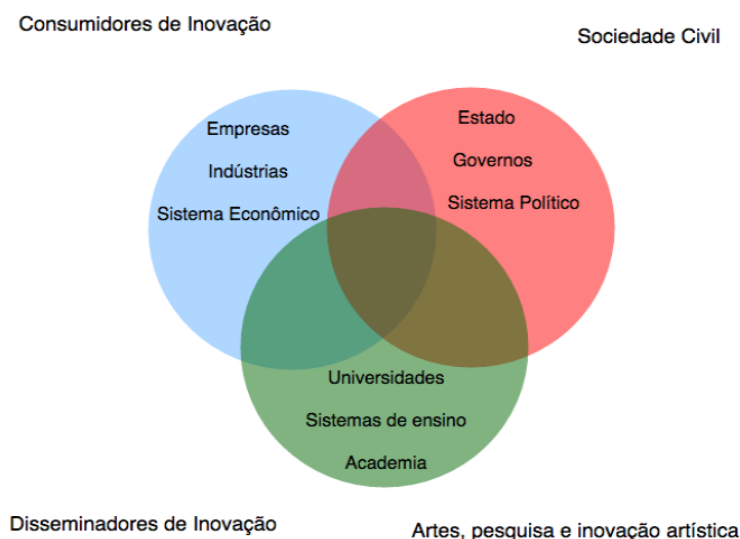 Consumidores de Inovação
Sociedade Civil
Empresas
Indústrias
Sistema Econômico
Estado
Governos
Sistema Político
Universidades
Sistemas de ensino
Academia
Disseminadores de Inovação
Artes, pesquisa e inovação artística